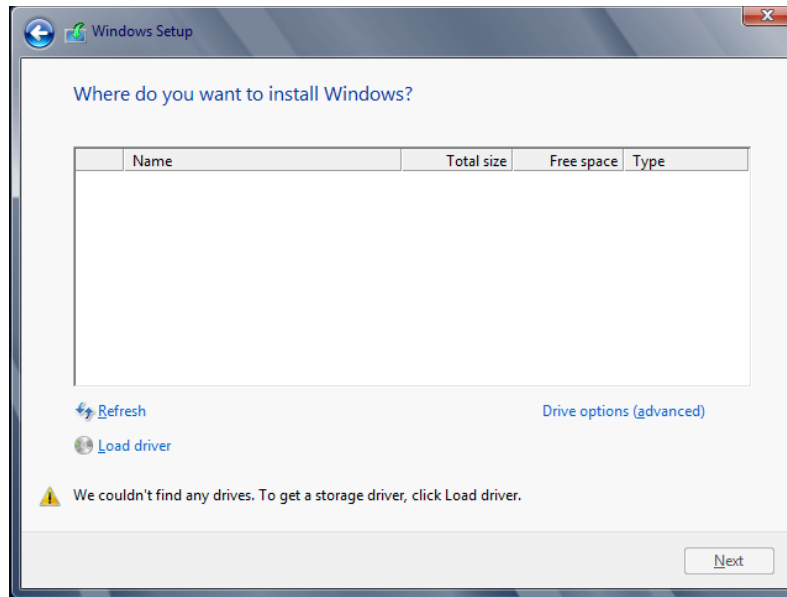 Windows Setup
Where do you want to install Windows?
Name Total size Free space Type
Refresh Drive options (advanced)
Load driver
We couldn't find any drives. To get a storage driver, click Load driver.
Next